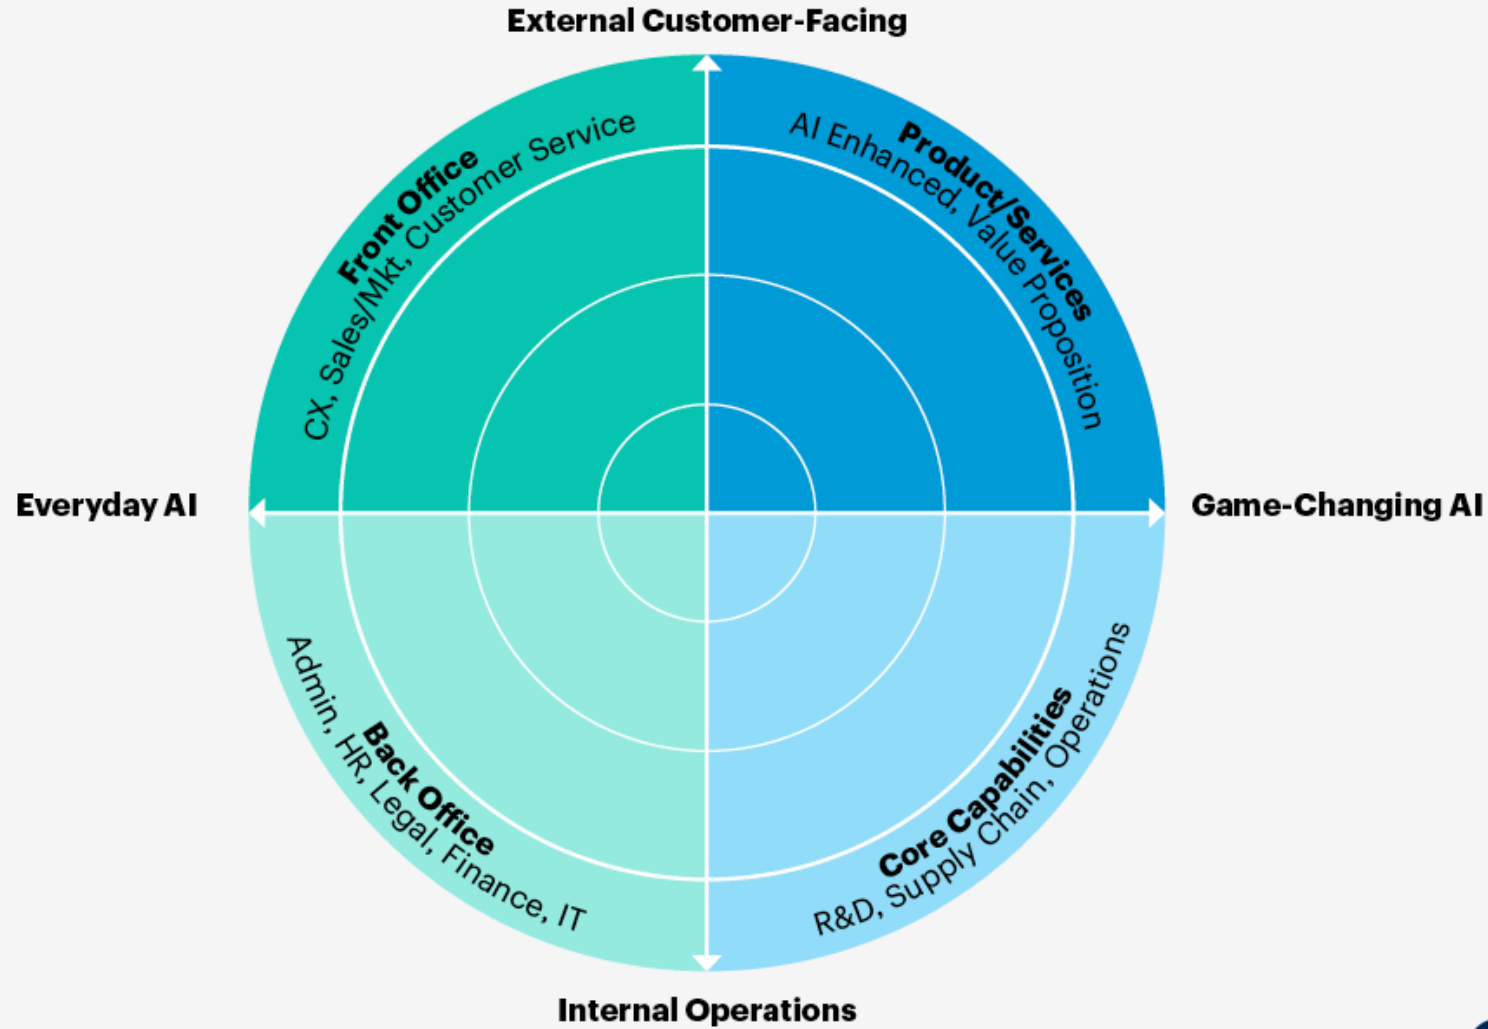 External Customer-Facing
Front Office
CX, Sales/Mkt, Customer Service
Product/Services
AI Enhanced, Value Proposition
Everyday AI
Game-Changing AI
Back Office
Admin, HR, Legal, Finance, IT
Core Capabilities
R&D, Supply Chain, Operations
Internal Operations